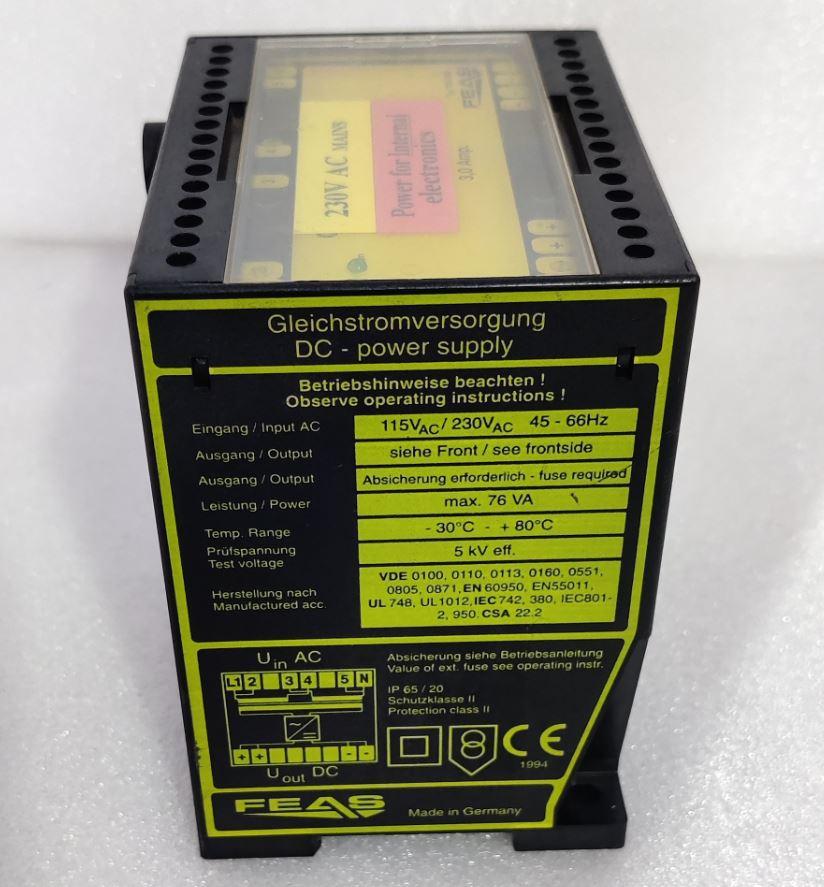 230V AC MAINS
Power for Internal
electronics
3,0 Amp.
FEAS
Gleichstromversorgung
DC - power supply
Betriebshinweise beachten !
Observe operating instructions !
Eingang / Input AC 115VAC / 230VAC 45 - 66Hz
Ausgang / Output siehe Front / see frontside
Ausgang / Output Absicherung erforderlich - fuse required
Leistung / Power max. 76 VA
Temp. Range - 30°C - + 80°C
Prüfspannung
Test voltage 5 kV eff.
Herstellung nach
Manufactured acc.
VDE 0100, 0110, 0113, 0160, 0551,
0805, 0871, EN 60950, EN55011,
UL 748, UL1012, IEC 742, 380, IEC801-
2, 950 CSA 22.2
Uin AC
L1 2 3 4 5 N
+ + - -
Uout DC
Absicherung siehe Betriebsanleitung
Value of ext. fuse see operating instr.
IP 65 / 20
Schutzklasse II
Protection class II
CE
1994
FEAS
Made in Germany